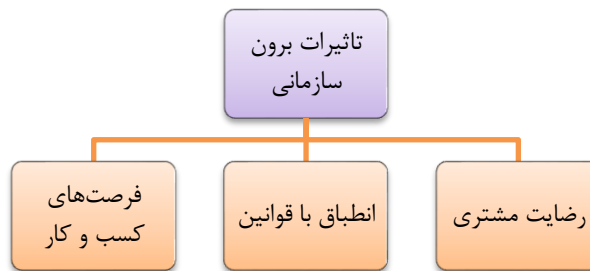 تاثیرات برون
سازمانی
رضایت مشتری
انطباق با قوانین
فرصت‌های
کسب و کار